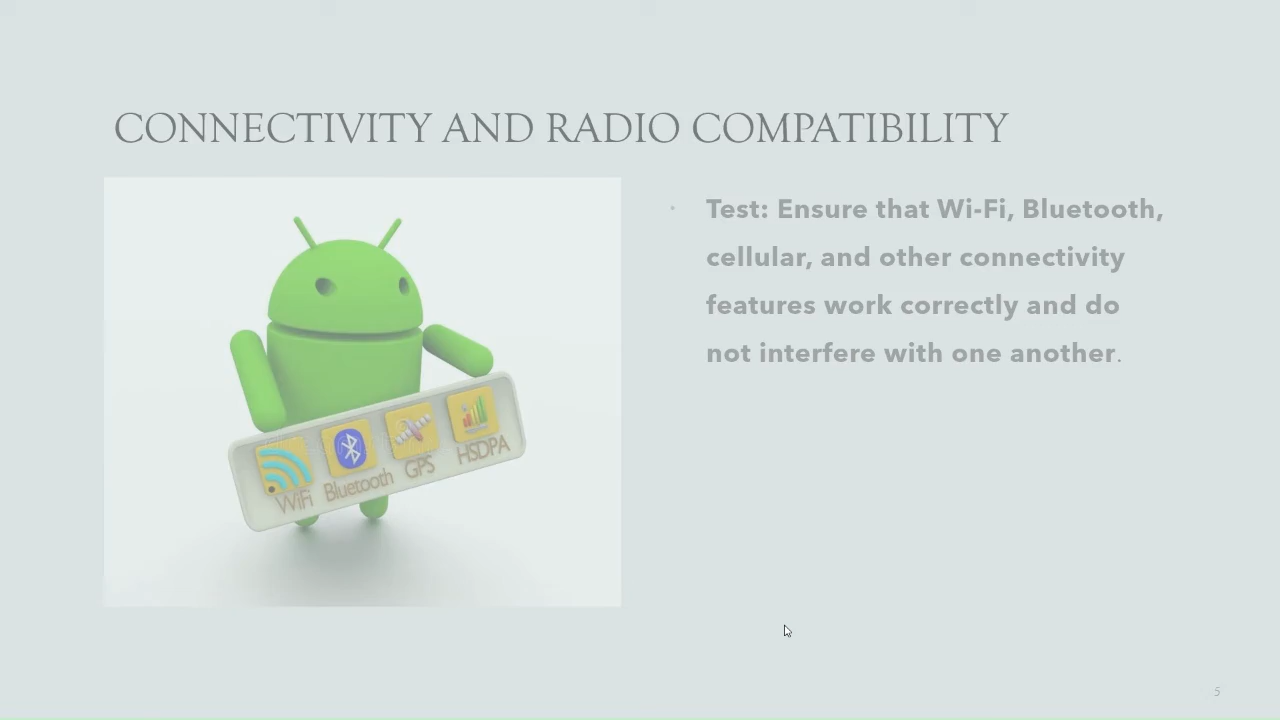 CONNECTIVITY AND RADIO COMPATIBILITY
Test: Ensure that Wi-Fi, Bluetooth,
cellular, and other connectivity
features work correctly and do
not interfere with one another.
WiFi Bluetooth GPS HSDPA
5